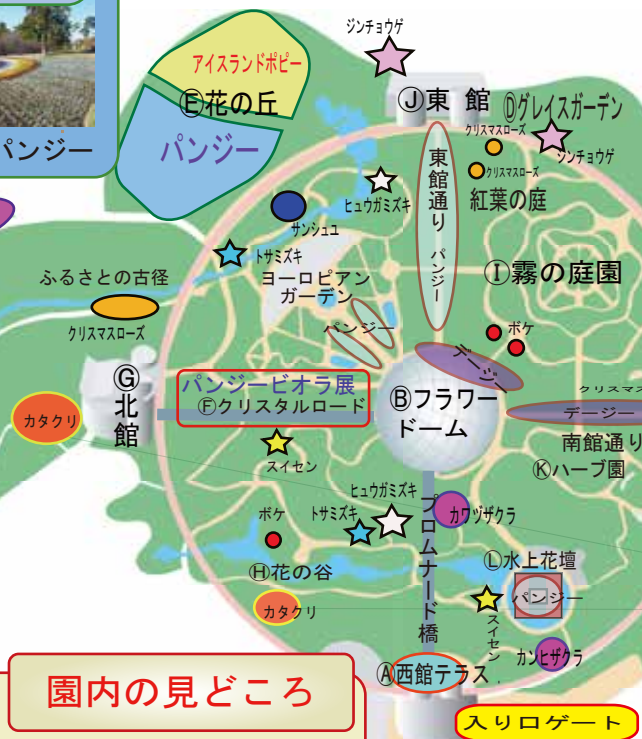 ジンチョウゲ
アイスランドポピー
Ⓔ花の丘
パンジー
パンジー
Ⓙ東 館
Ⓓグレイスガーデン
クリスマスローズ
ジンチョウゲ
クリスマスローズ
紅葉の庭
東館通り パンジー
ヒュウガミズキ
サンシュユ
トサミズキ
ヨーロピアン
ガーデン
Ⓘ霧の庭園
ふるさとの古径
クリスマスローズ
パンジー
ボケ
デージー
Ⓖ北館
カタクリ
パンジービオラ展
Ⓕクリスタルロード
Ⓑフラワー
ドーム
デージー
南館通り
Ⓚハーブ園
スイセン
ヒュウガミズキ
トサミズキ
ボケ
カワヅザクラ
プロムナード橋
Ⓗ花の谷
カタクリ
Ⓛ水上花壇
パンジー
スイセン
カンヒザクラ
Ⓐ西館テラス
園内の見どころ
入り口ゲート